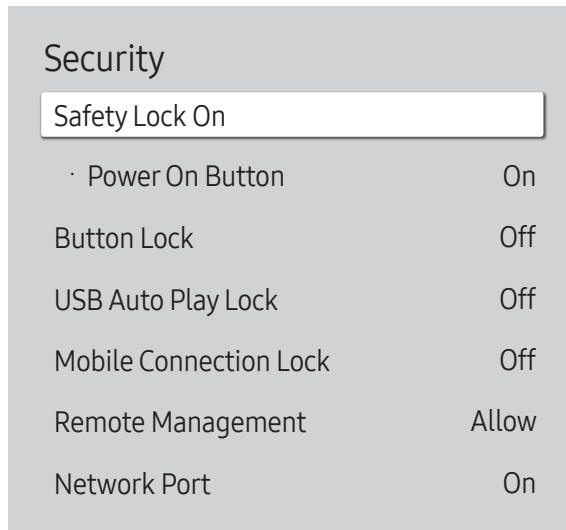 Security
Safety Lock On
· Power On Button On
Button Lock Off
USB Auto Play Lock Off
Mobile Connection Lock Off
Remote Management Allow
Network Port On